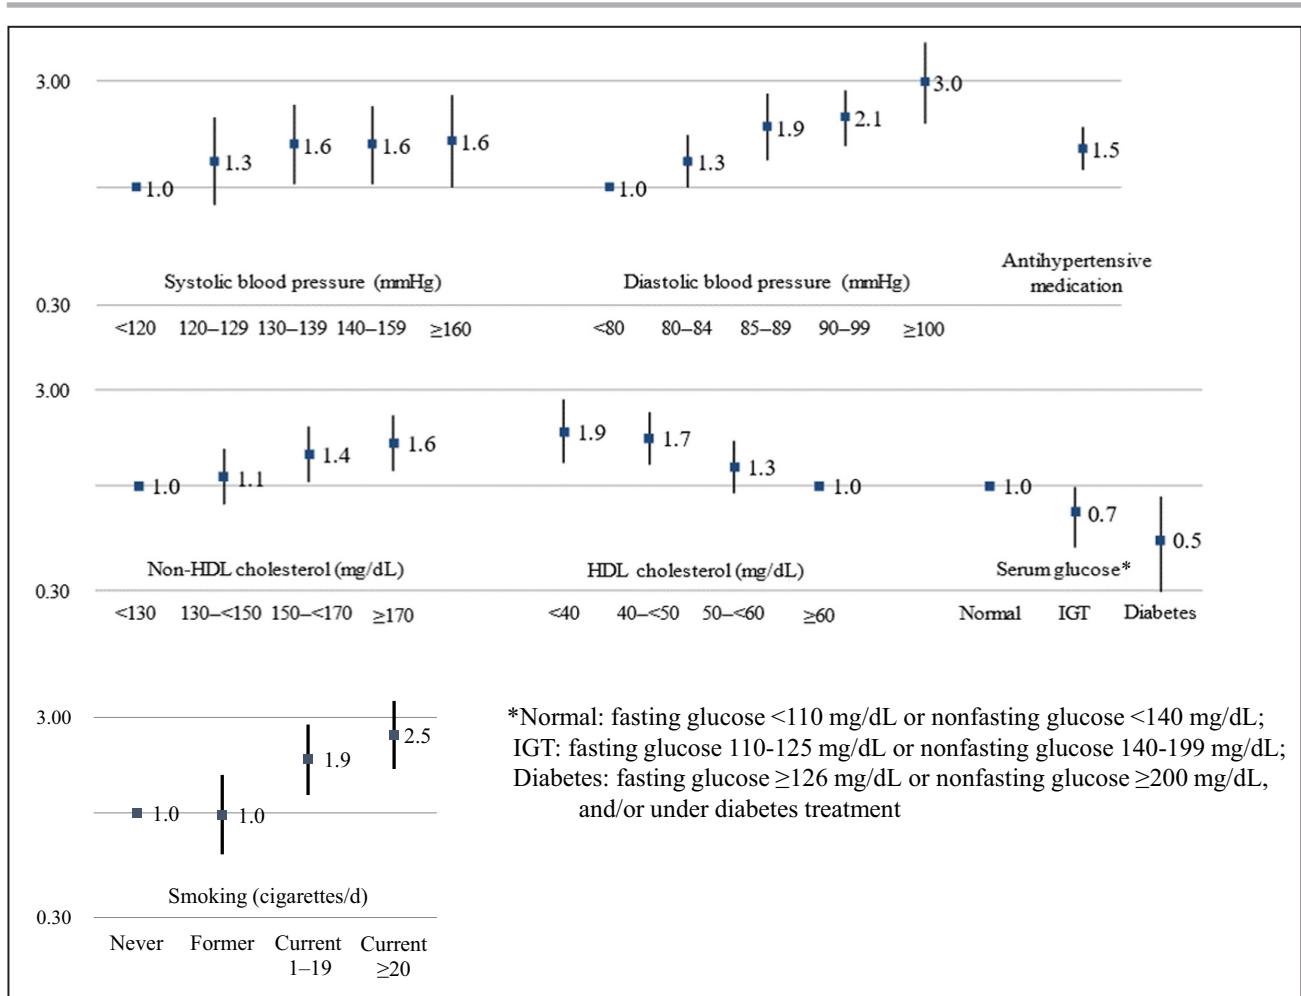 3.00
3.0
2.1
1.9
1.6
1.6
1.6
1.5
1.3
1.3
1.0
1.0
Antihypertensive
medication
Systolic blood pressure (mmHg)
Diastolic blood pressure (mmHg)
0.30
<120 120–129 130–139 140–159 ≥160
<80 80–84 85–89 90–99 ≥100
3.00
1.9
1.7
1.6
1.4
1.3
1.1
1.0
1.0
1.0
0.7
0.5
Non-HDL cholesterol (mg/dL)
HDL cholesterol (mg/dL)
Serum glucose*
0.30
<130 130–<150 150–<170 ≥170
<40 40–<50 50–<60 ≥60
Normal IGT Diabetes
3.00
2.5
1.9
1.0
1.0
Smoking (cigarettes/d)
0.30
Never Former Current Current
1–19 ≥20
*Normal: fasting glucose <110 mg/dL or nonfasting glucose <140 mg/dL;
IGT: fasting glucose 110-125 mg/dL or nonfasting glucose 140-199 mg/dL;
Diabetes: fasting glucose ≥126 mg/dL or nonfasting glucose ≥200 mg/dL,
and/or under diabetes treatment